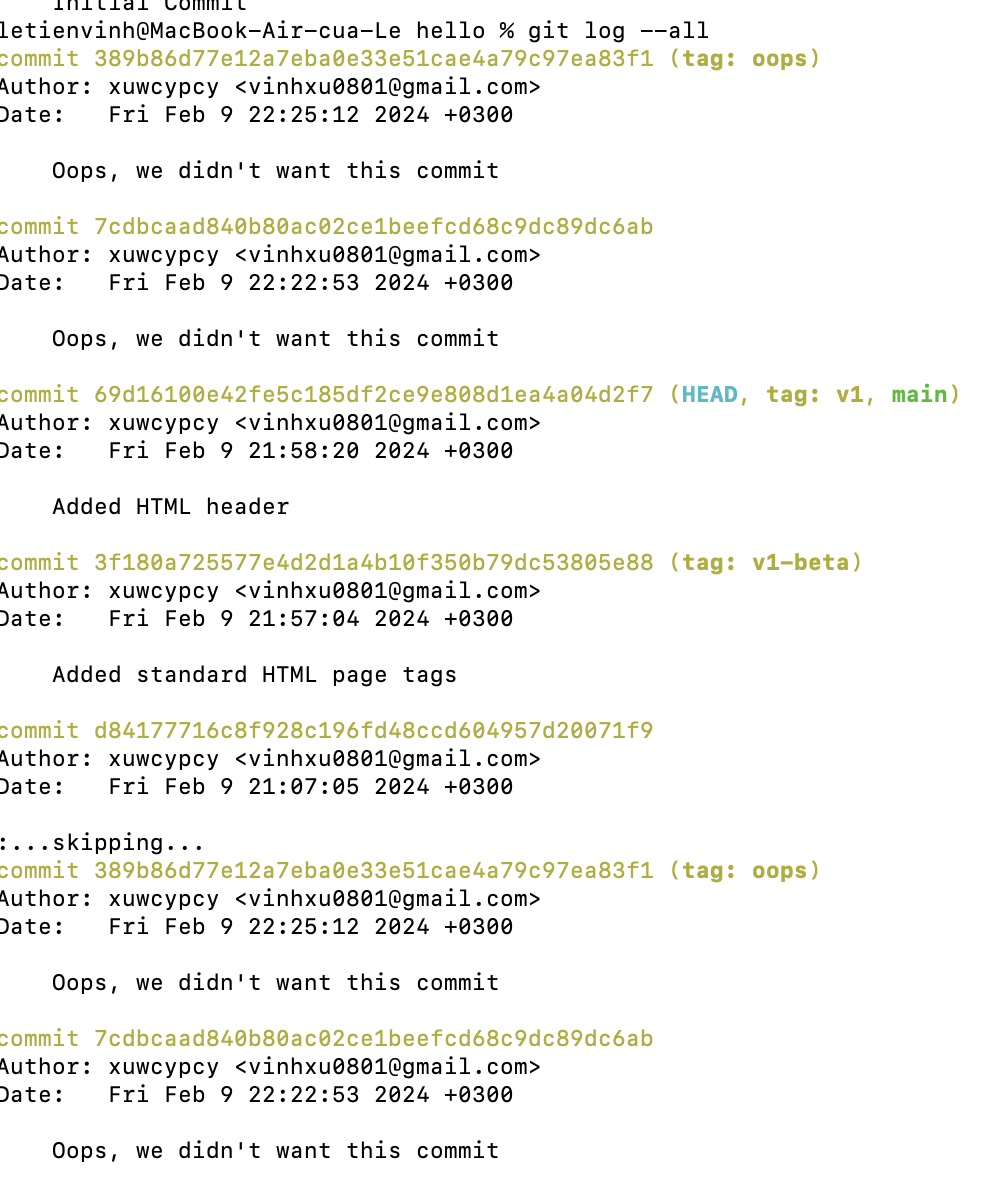 Initial Commit
letienvinh@MacBook-Air-cua-Le hello % git log --all
commit 389b86d77e12a7eba0e33e51cae4a79c97ea83f1 (tag: oops)
Author: xuwcypcy <vinhxu0801@gmail.com>
Date:   Fri Feb 9 22:25:12 2024 +0300
Oops, we didn't want this commit
commit 7cdbcaad840b80ac02ce1beefcd68c9dc89dc6ab
Author: xuwcypcy <vinhxu0801@gmail.com>
Date:   Fri Feb 9 22:22:53 2024 +0300
Oops, we didn't want this commit
commit 69d16100e42fe5c185df2ce9e808d1ea4a04d2f7 (HEAD, tag: v1, main)
Author: xuwcypcy <vinhxu0801@gmail.com>
Date:   Fri Feb 9 21:58:20 2024 +0300
Added HTML header
commit 3f180a725577e4d2d1a4b10f350b79dc53805e88 (tag: v1-beta)
Author: xuwcypcy <vinhxu0801@gmail.com>
Date:   Fri Feb 9 21:57:04 2024 +0300
Added standard HTML page tags
commit d84177716c8f928c196fd48ccd604957d20071f9
Author: xuwcypcy <vinhxu0801@gmail.com>
Date:   Fri Feb 9 21:07:05 2024 +0300
:...skipping...
commit 389b86d77e12a7eba0e33e51cae4a79c97ea83f1 (tag: oops)
Author: xuwcypcy <vinhxu0801@gmail.com>
Date:   Fri Feb 9 22:25:12 2024 +0300
Oops, we didn't want this commit
commit 7cdbcaad840b80ac02ce1beefcd68c9dc89dc6ab
Author: xuwcypcy <vinhxu0801@gmail.com>
Date:   Fri Feb 9 22:22:53 2024 +0300
Oops, we didn't want this commit